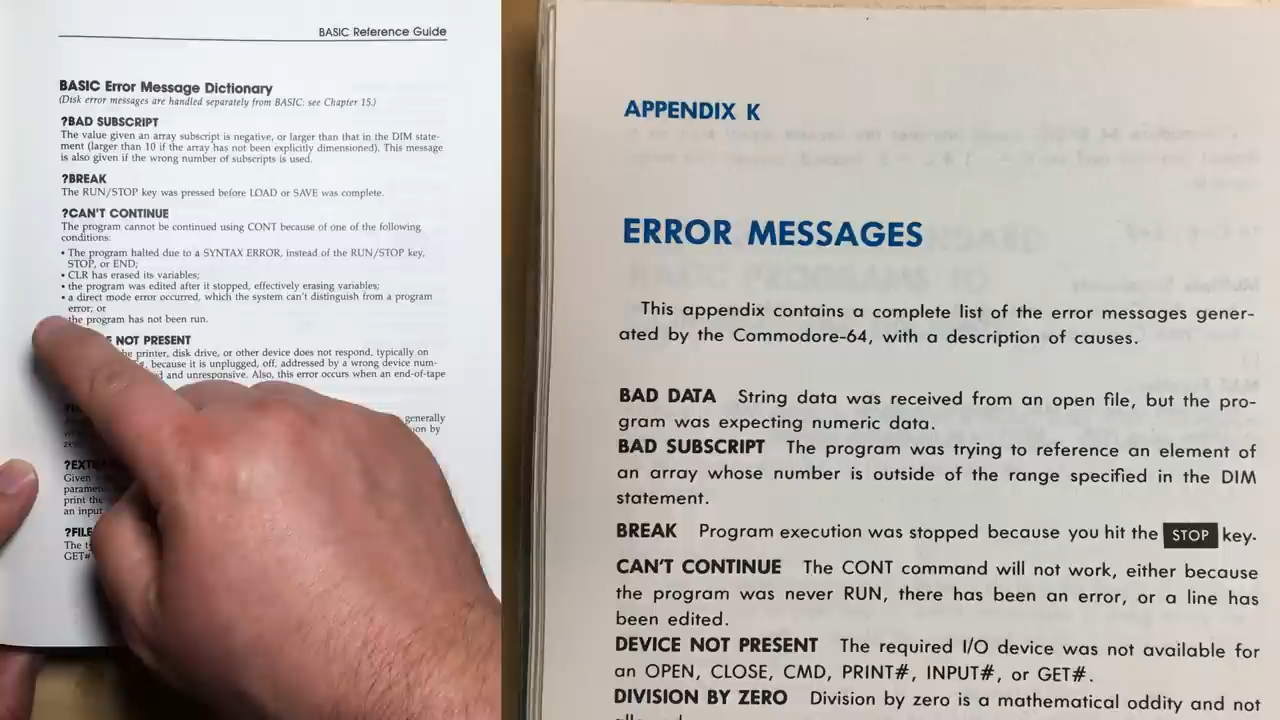 BASIC Reference Guide
BASIC Error Message Dictionary
(Disk error messages are handled separately from BASIC: see Chapter 15.)
?BAD SUBSCRIPT
The value given an array subscript is negative, or larger than that in the DIM state-
ment (larger than 10 if the array has not been explicitly dimensioned). This message
is also given if the wrong number of subscripts is used.
?BREAK
The RUN/STOP key was pressed before LOAD or SAVE was complete.
?CAN'T CONTINUE
The program cannot be continued using CONT because of one of the following
conditions:
• The program halted due to a SYNTAX ERROR, instead of the RUN/STOP key,
STOP, or END;
• CLR has erased its variables;
• the program was edited after it stopped, effectively erasing variables;
• a direct mode error occurred, which the system can't distinguish from a program
error; or
the program has not been run.
NOT PRESENT
printer, disk drive, or other device does not respond, typically on
because it is unplugged, off, addressed by a wrong device num-
and unresponsive. Also, this error occurs when an end-of-tape
generally
by
?EXT
Given
print the
an input
?FILE
GET#
APPENDIX K
ERROR MESSAGES
This appendix contains a complete list of the error messages gener-
ated by the Commodore-64, with a description of causes.
BAD DATA String data was received from an open file, but the pro-
gram was expecting numeric data.
BAD SUBSCRIPT The program was trying to reference an element of
an array whose number is outside of the range specified in the DIM
statement.
BREAK Program execution was stopped because you hit the STOP key.
CAN'T CONTINUE The CONT command will not work, either because
the program was never RUN, there has been an error, or a line has
been edited.
DEVICE NOT PRESENT The required I/O device was not available for
an OPEN, CLOSE, CMD, PRINT#, INPUT#, or GET#.
DIVISION BY ZERO Division by zero is a mathematical oddity and not